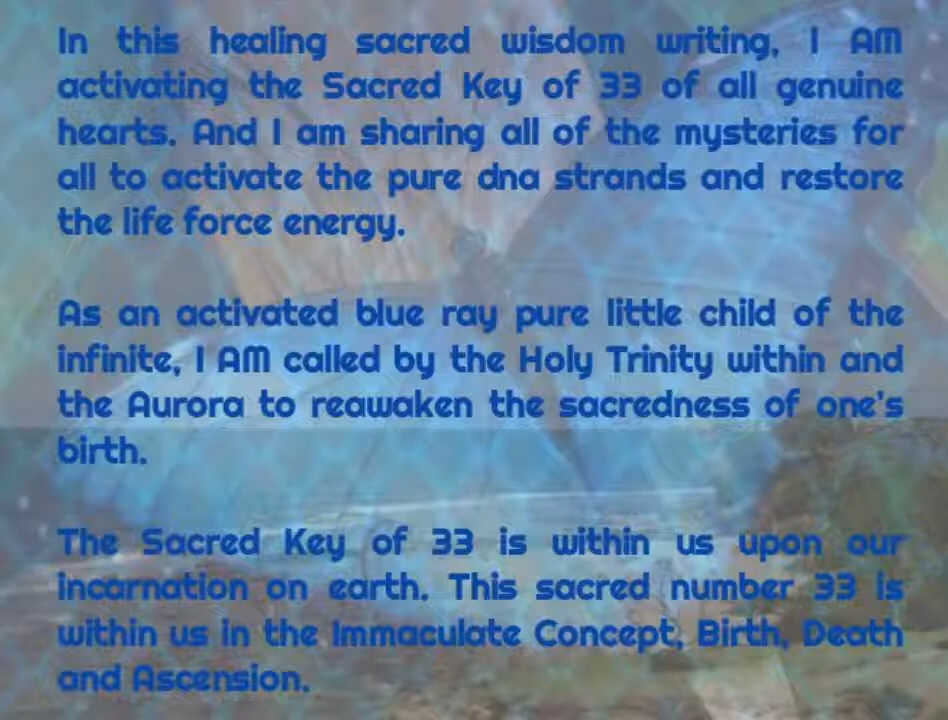 In this healing sacred wisdom writing, I AM
activating the Sacred Key of 33 of all genuine
hearts. And I am sharing all of the mysteries for
all to activate the pure dna strands and restore
the life force energy.
As an activated blue ray pure little child of the
infinite, I AM called by the Holy Trinity within and
the Aurora to reawaken the sacredness of one's
birth.
The Sacred Key of 33 is within us upon our
incarnation on earth. This sacred number 33 is
within us in the Immaculate Concept, Birth, Death
and Ascension.